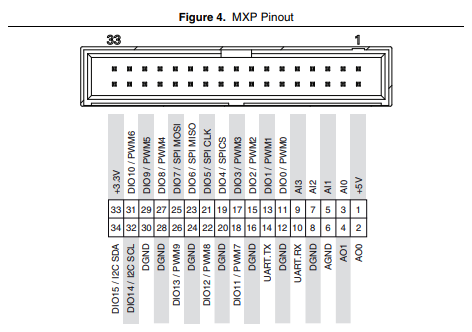 Figure 4. MXP Pinout
33 1
+3.3V
DIO10 / PWM6
DIO9 / PWM5
DIO8 / PWM4
DIO7 / SPI MOSI
DIO6 / SPI MISO
DIO5 / SPI CLK
DIO4 / SPICS
DIO3 / PWM3
DIO2 / PWM2
DIO1 / PWM1
DIO0 / PWM0
AI3
AI2
AI1
AI0
+5V
33 31 29 27 25 23 21 19 17 15 13 11 9 7 5 3 1
34 32 30 28 26 24 22 20 18 16 14 12 10 8 6 4 2
DIO15 / I2C SDA
DIO14 / I2C SCL
DGND
DGND
DIO13 / PWM9
DGND
DIO12 / PWM8
DGND
DIO11 / PWM7
DGND
UART.TX
DGND
UART.RX
DGND
AGND
AO1
AO0